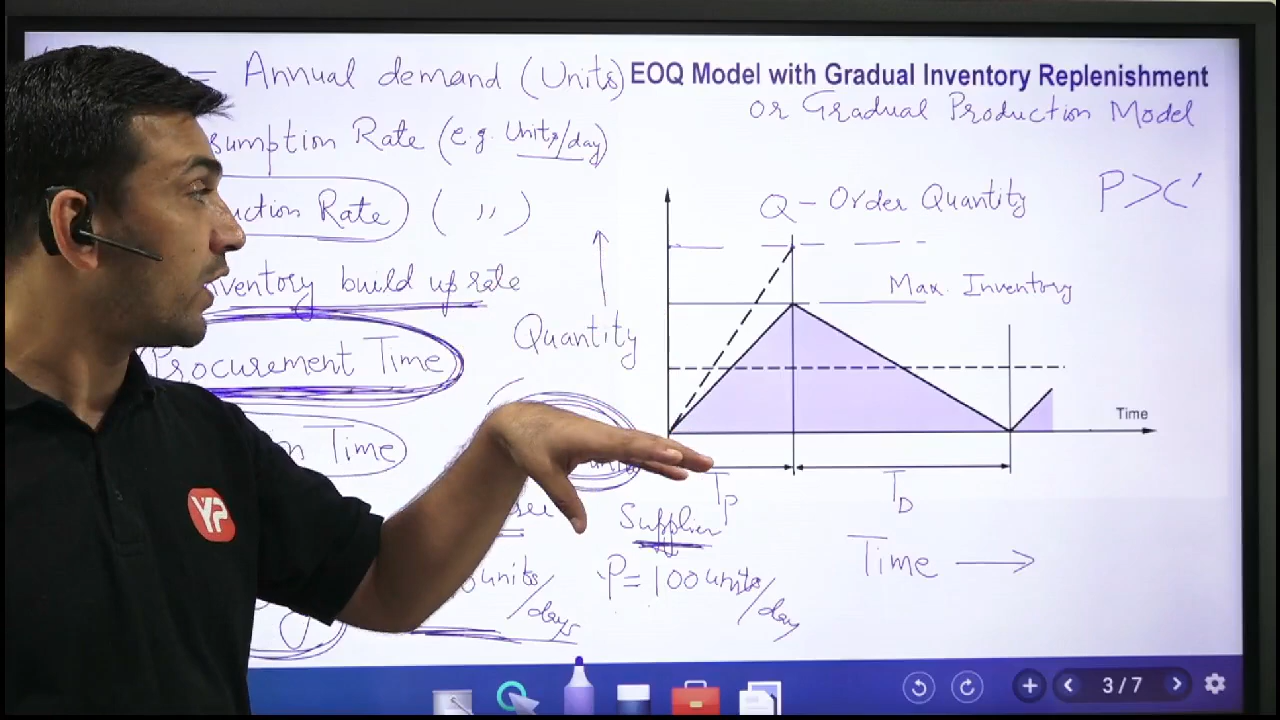 = Annual demand (Units)
EOQ Model with Gradual Inventory Replenishment
or Gradual Production Model
sumption Rate (e.g. Units/day)
uction Rate) ( ,, )
nventory build up rate
Procurement Time
n Time
Quantity
Q - Order Quantity
P>C'
Max. Inventory
Time
T_P
T_D
Time →
Supplier
units/days
P = 100 units/day
YP
3/7